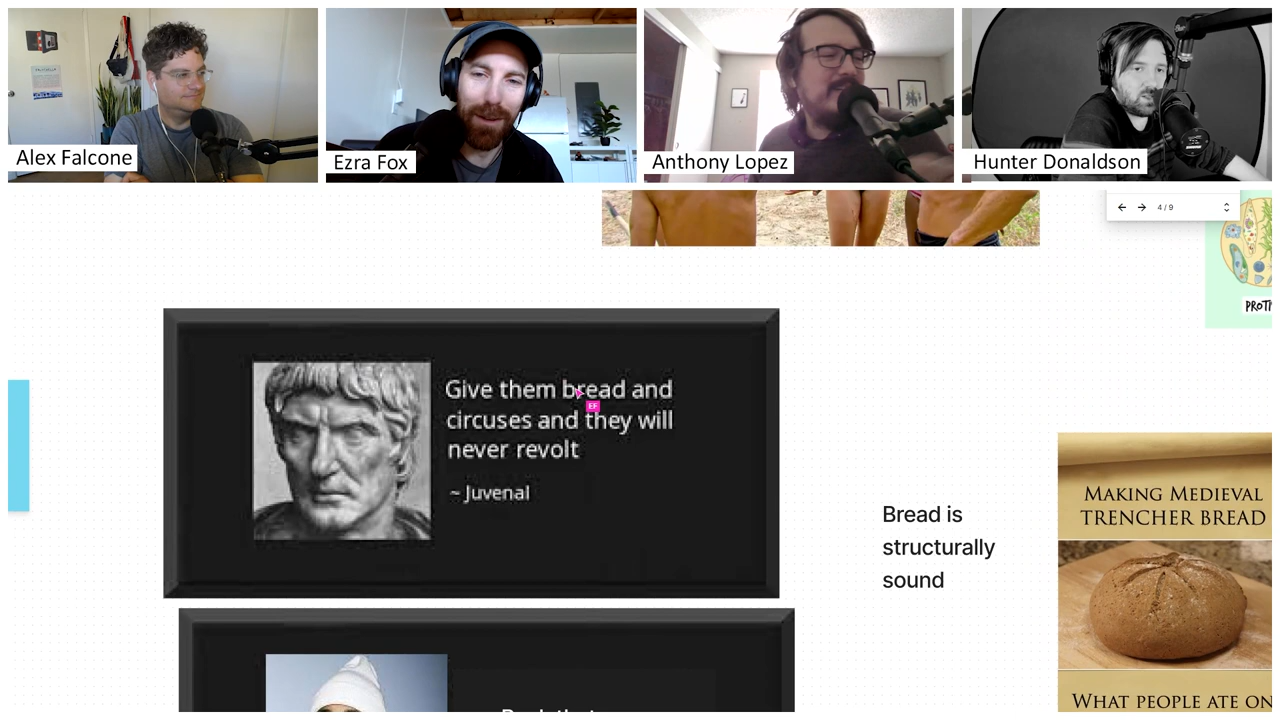 Alex Falcone
Ezra Fox
Anthony Lopez
Hunter Donaldson
4/9
Give them bread and
circuses and they will
never revolt
~ Juvenal
EF
Bread is
structurally
sound
Making Medieval
trencher bread
What people ate on